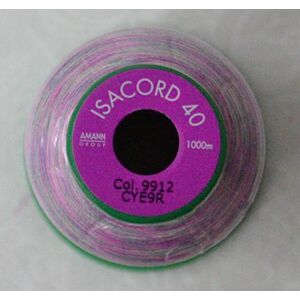 ISACORD 40
AMANN
GROUP
1000m
Col. 9912
CYE9R